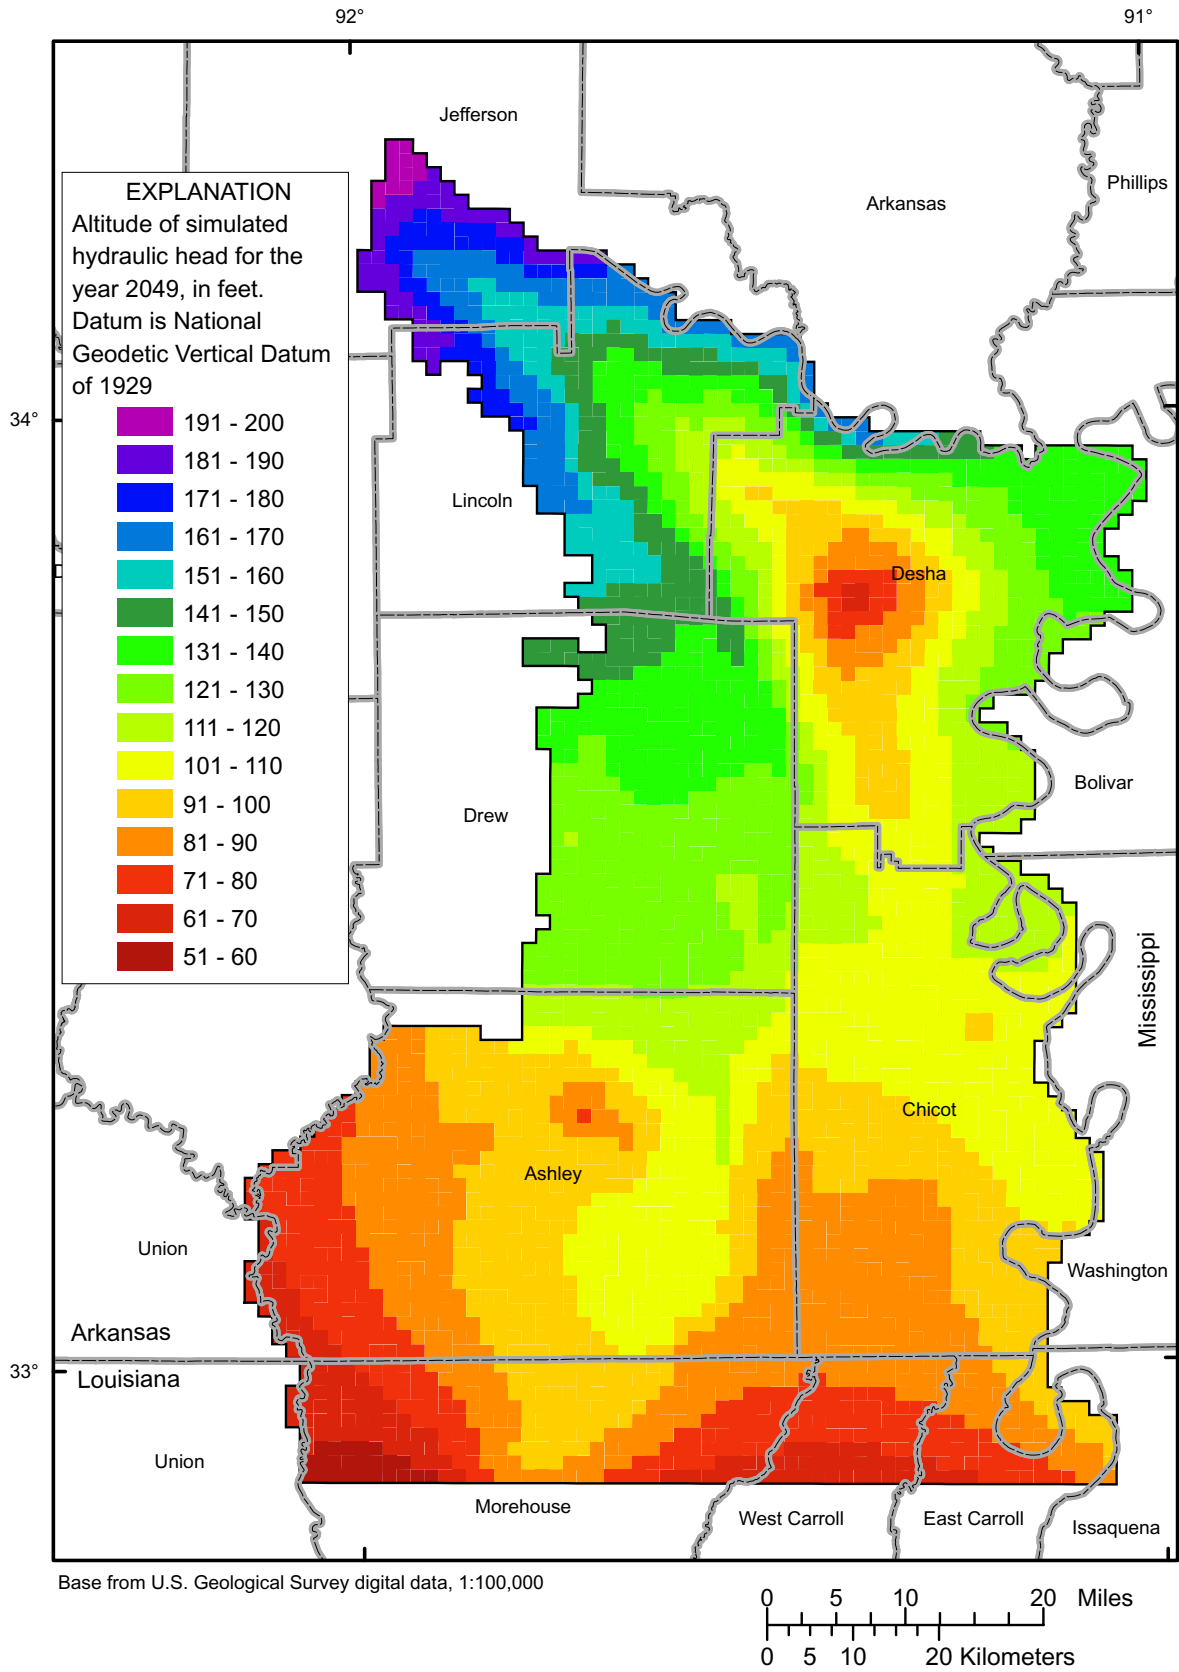 92°
91°
Jefferson
Phillips
Arkansas
EXPLANATION
Altitude of simulated
hydraulic head for the
year 2049, in feet.
Datum is National
Geodetic Vertical Datum
of 1929
191 - 200
181 - 190
171 - 180
161 - 170
151 - 160
141 - 150
131 - 140
121 - 130
111 - 120
101 - 110
91 - 100
81 - 90
71 - 80
61 - 70
51 - 60
34°
Lincoln
Desha
Bolivar
Drew
Mississippi
Chicot
Ashley
Union
Washington
Arkansas
33°
Louisiana
Union
Morehouse
West Carroll
East Carroll
Issaquena
Base from U.S. Geological Survey digital data, 1:100,000
0 5 10 20 Miles
0 5 10 20 Kilometers